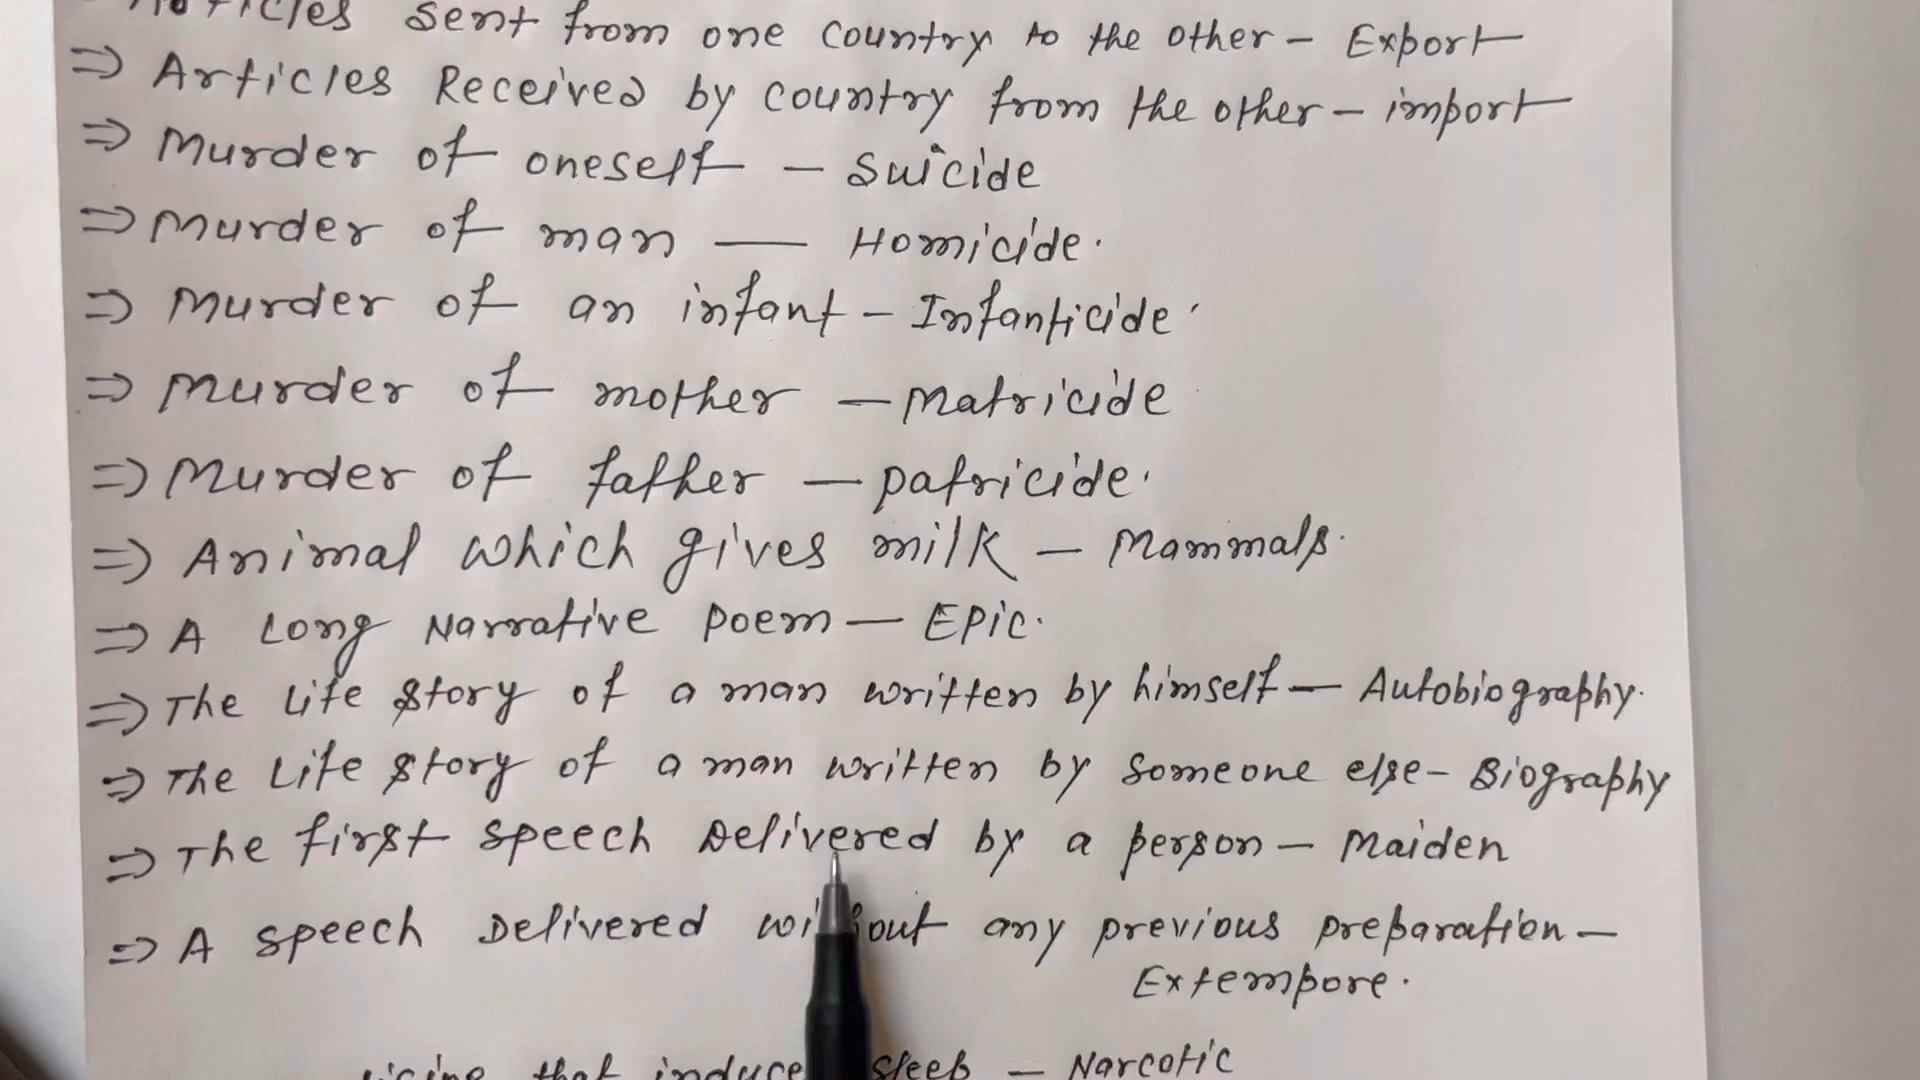 Articles sent from one country to the other - Export
⇒ Articles Received by country from the other - import
⇒ Murder of oneself - Suicide
⇒ Murder of man — Homicide.
⇒ Murder of an infant - Infanticide.
⇒ Murder of mother - Matricide
⇒ Murder of father - patricide.
⇒ Animal which gives milk - Mammals.
⇒ A Long Narrative Poem - Epic.
⇒ The Life Story of a man written by himself - Autobiography.
⇒ The Life Story of a man written by someone else - Biography
⇒ The first speech Delivered by a person - Maiden
⇒ A speech Delivered without any previous preparation -
Extempore.
that induce sleep - Narcotic